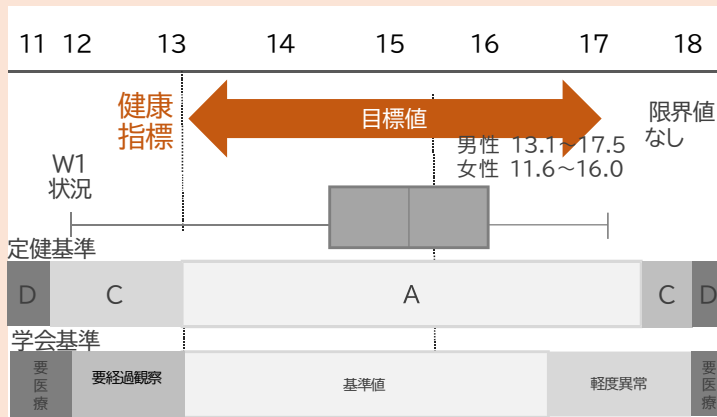 11 12 13 14 15 16 17 18
健康
指標
目標値
限界値
なし
男性 13.1~17.5
女性 11.6~16.0
W1
状況
定健基準
D C A C D
学会基準
要医療 要経過観察 基準値 軽度異常 要医療